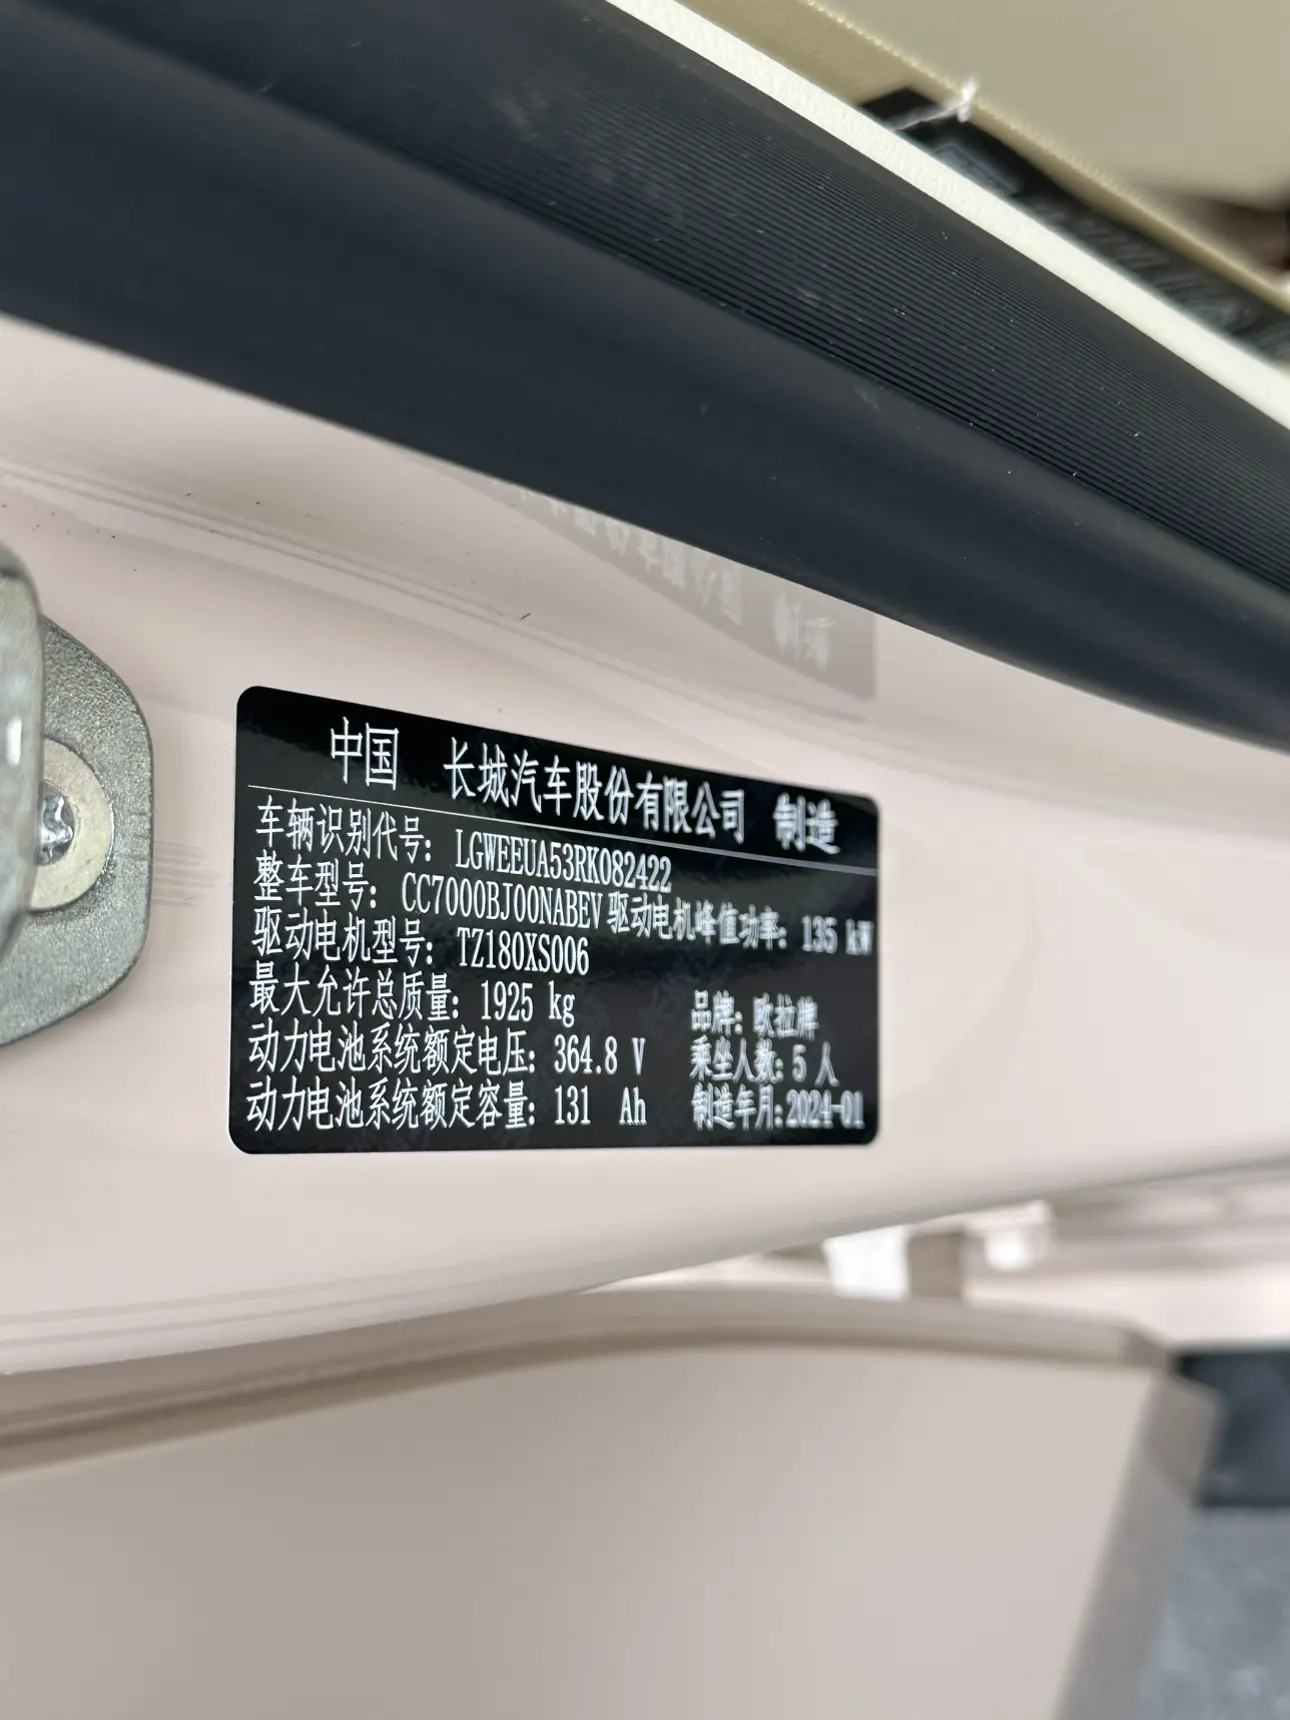 中国 长城汽车股份有限公司 制造
车辆识别代号：LGWEEUA53RK082422
整车型号：CC7000BJ00NABEV 驱动电机峰值功率：135 kW
驱动电机型号：TZ180XS006
最大允许总质量：1925 kg 品牌：欧拉牌
动力电池系统额定电压：364.8 V 乘坐人数：5 人
动力电池系统额定容量：131 Ah 制造年月：2024-01